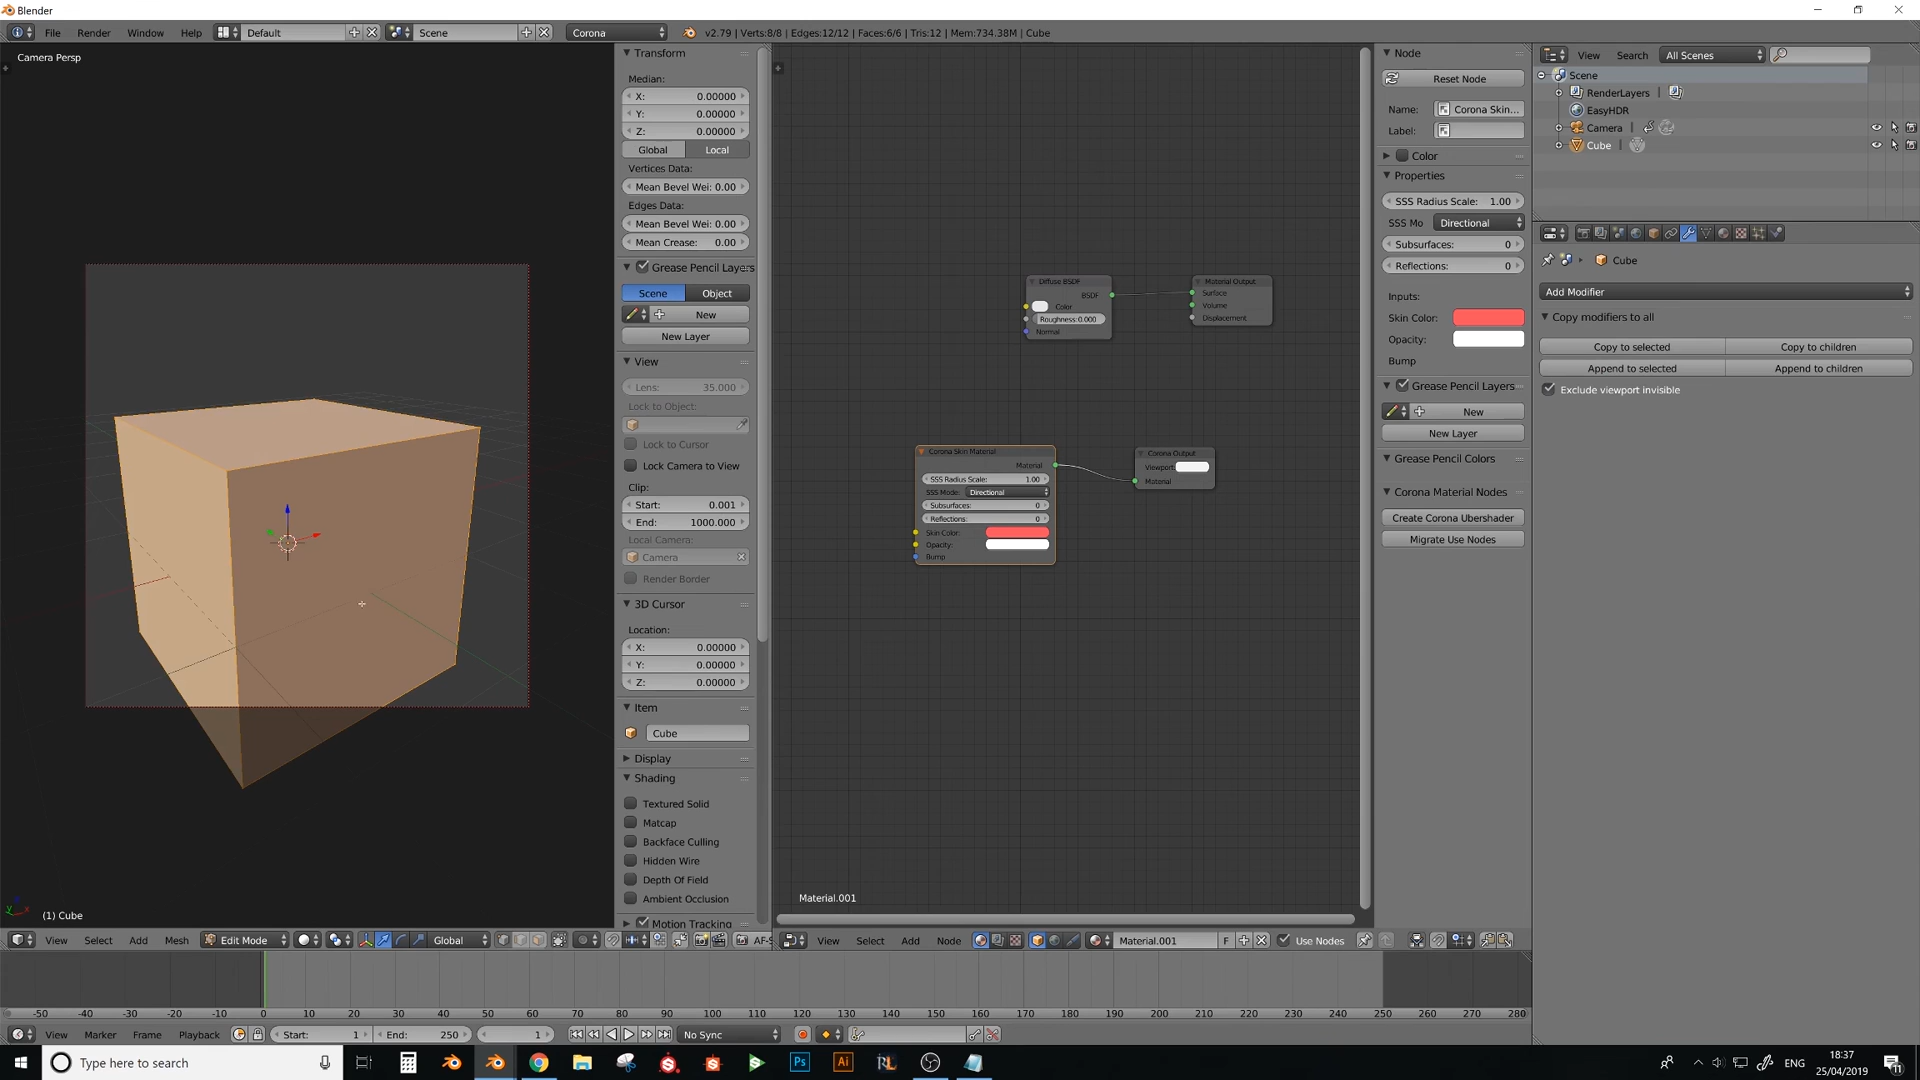 Blender
File Render Window Help Default Scene Corona v2.79 | Verts:8/8 | Edges:12/12 | Faces:6/6 | Tris:12 | Mem:734.38M | Cube
Camera Persp
(1) Cube
Transform
Median:
X: 0.00000
Y: 0.00000
Z: 0.00000
Global Local
Vertices Data:
Mean Bevel Wei: 0.00
Edges Data:
Mean Bevel Wei: 0.00
Mean Crease: 0.00
Grease Pencil Layers
Scene Object
New
New Layer
View
Lens: 35.000
Lock to Object:
Lock to Cursor
Lock Camera to View
Clip:
Start: 0.001
End: 1000.000
Local Camera:
Camera
Render Border
3D Cursor
Location:
X: 0.00000
Y: 0.00000
Z: 0.00000
Item
Cube
Display
Shading
Textured Solid
Matcap
Backface Culling
Hidden Wire
Depth Of Field
Ambient Occlusion
Motion Tracking
Diffuse BSDF
BSDF
Color
Roughness:0.000
Normal
Material Output
Surface
Volume
Displacement
Corona Skin Material
Material
SSS Radius Scale: 1.00
SSS Mode: Directional
Subsurfaces: 0
Reflections: 0
Skin Color:
Opacity:
Bump
Corona Output
Viewport:
Material
Material.001
Node
Reset Node
Name: Corona Skin...
Label:
Color
Properties
SSS Radius Scale: 1.00
SSS Mo Directional
Subsurfaces: 0
Reflections: 0
Inputs:
Skin Color:
Opacity:
Bump
Grease Pencil Layers
New
New Layer
Grease Pencil Colors
Corona Material Nodes
Create Corona Ubershader
Migrate Use Nodes
View Search All Scenes
Scene
RenderLayers
EasyHDR
Camera
Cube
Cube
Add Modifier
Copy modifiers to all
Copy to selected Copy to children
Append to selected Append to children
Exclude viewport invisible
View Select Add Mesh Edit Mode Global AF-S
View Select Add Node Material.001 F Use Nodes
-50 -40 -30 -20 -10 0 10 20 30 40 50 60 70 80 90 100 110 120 130 140 150 160 170 180 190 200 210 220 230 240 250 260 270 280
View Marker Frame Playback Start: 1 End: 250 1 No Sync
Type here to search Ps Ai RL ENG
18:37
25/04/2019
11